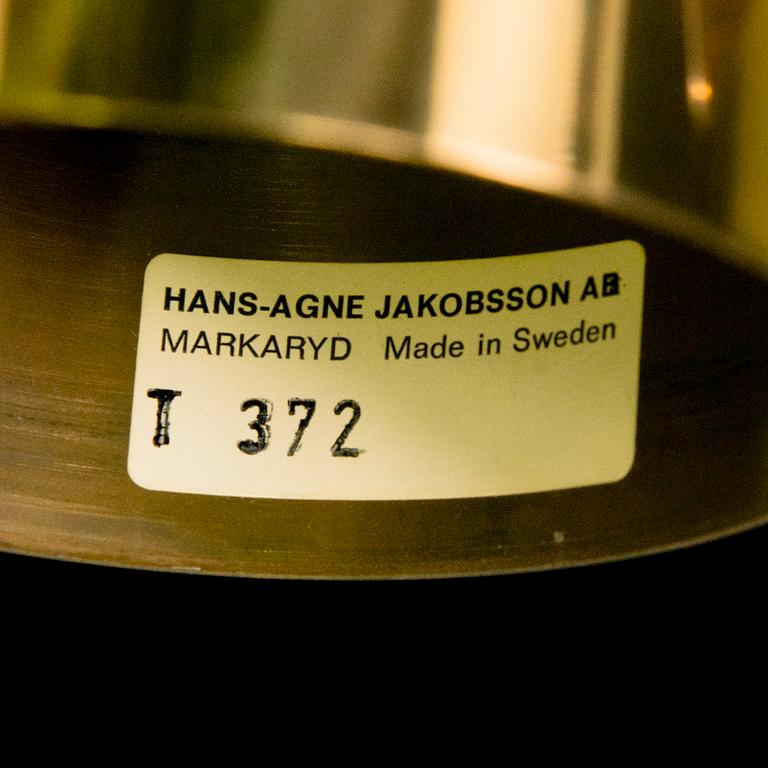 HANS-AGNE JAKOBSSON AB
MARKARYD Made in Sweden
T 372